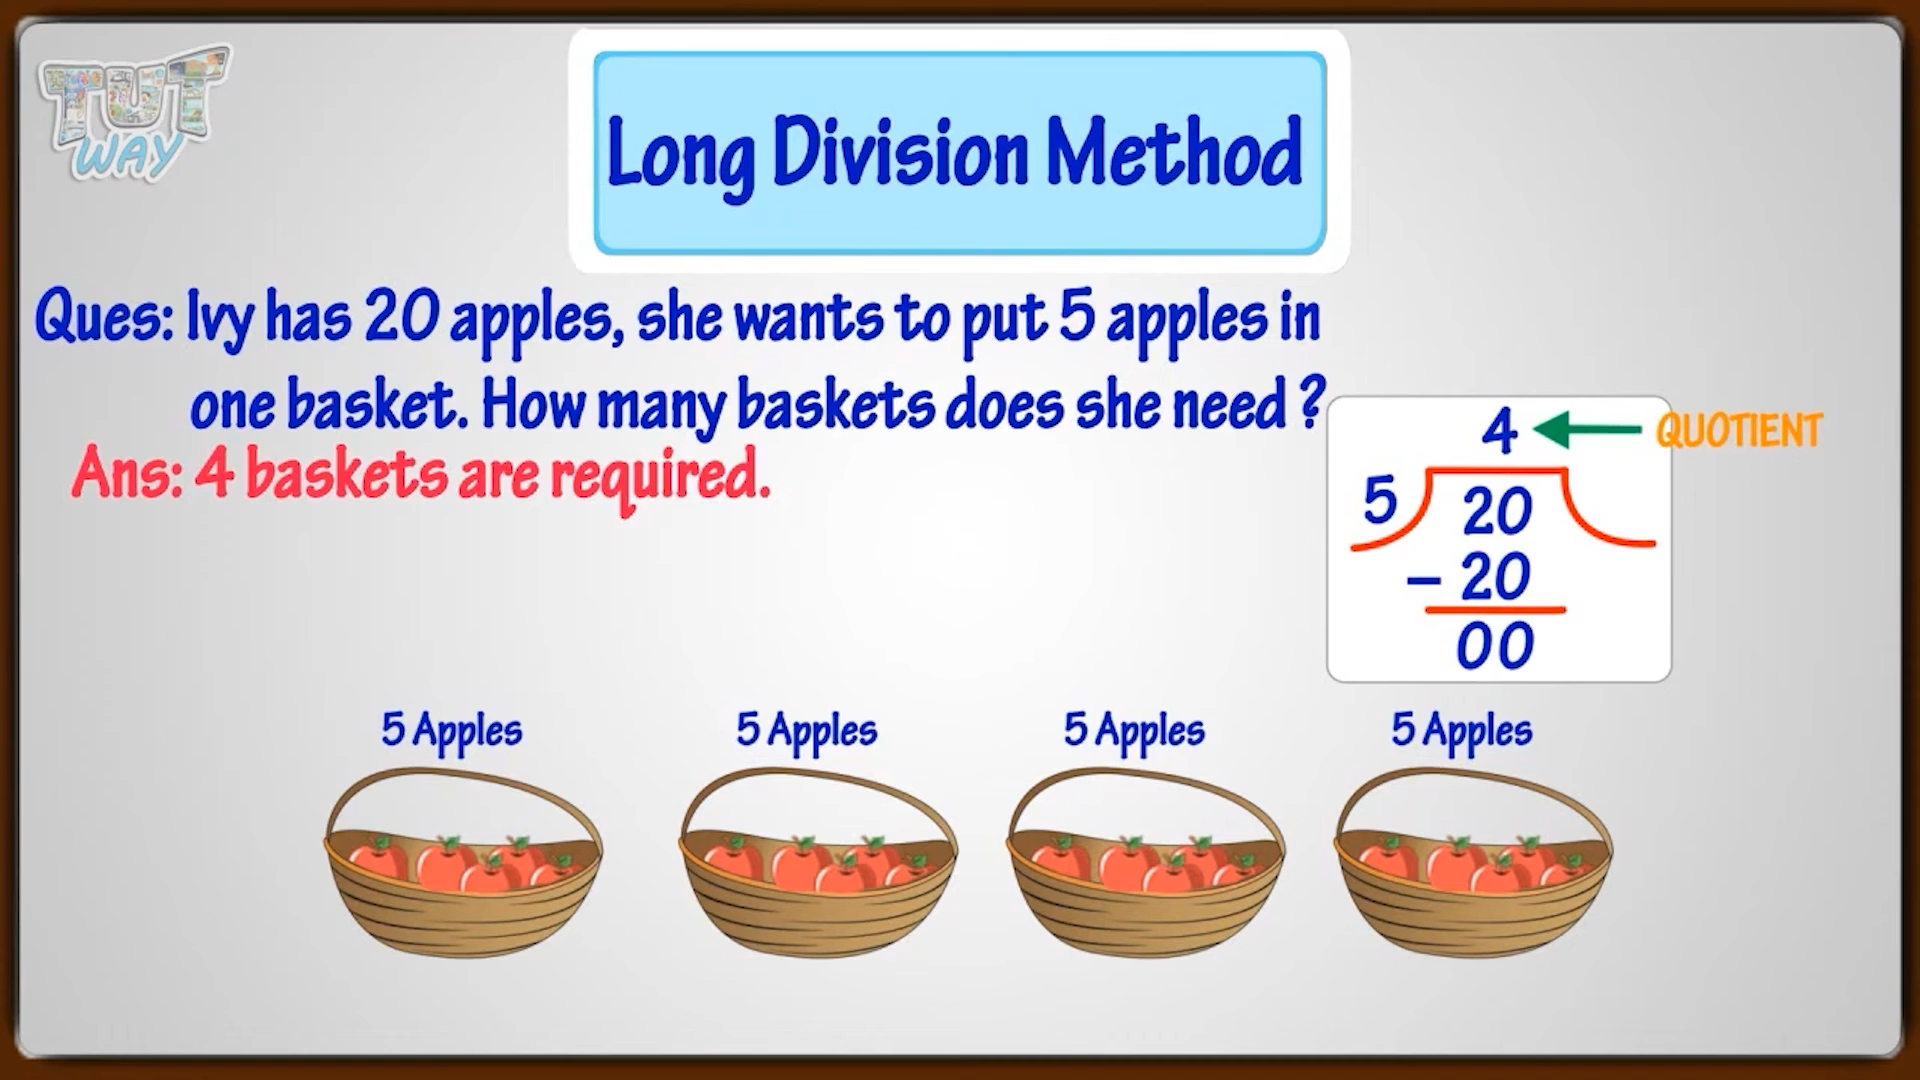 TUT
WAY
Long Division Method
Ques: Ivy has 20 apples, she wants to put 5 apples in
one basket. How many baskets does she need ?
Ans: 4 baskets are required.
4 QUOTIENT
5 20
– 20
00
5 Apples 5 Apples 5 Apples 5 Apples